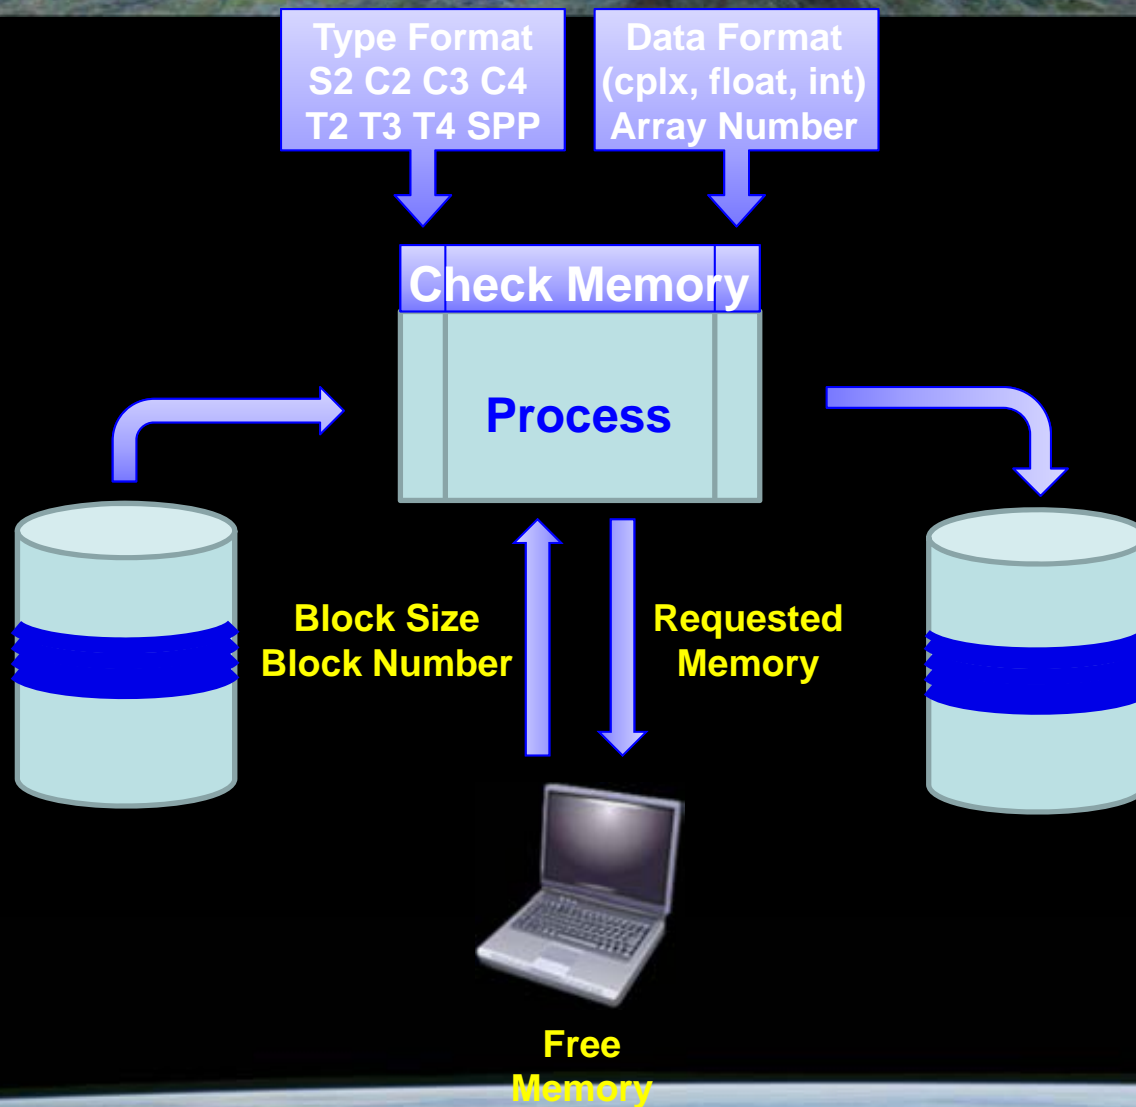 Type Format
S2 C2 C3 C4
T2 T3 T4 SPP
Data Format
(cplx, float, int)
Array Number
Check Memory
Process
Block Size
Block Number
Requested
Memory
Free
Memory